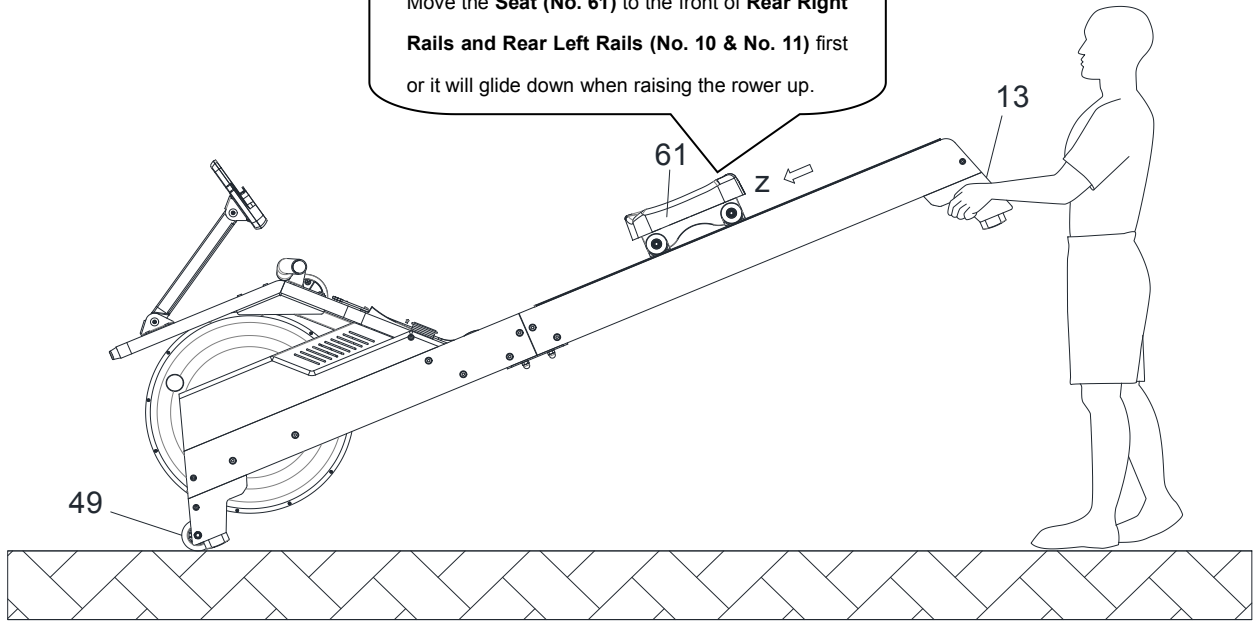 Move the Seat (No. 61) to the front of Rear Right
Rails and Rear Left Rails (No. 10 & No. 11) first
or it will glide down when raising the rower up.
13
61
z
49